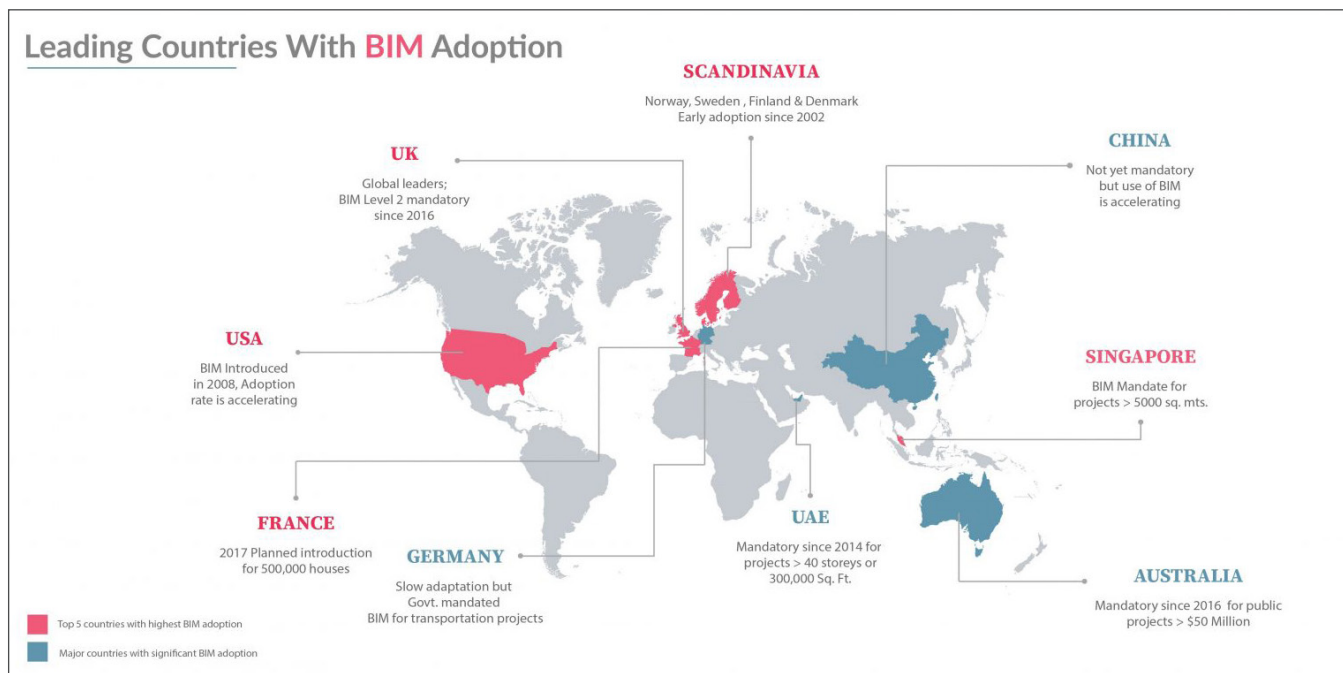 Leading Countries With BIM Adoption
SCANDINAVIA
Norway, Sweden , Finland & Denmark
Early adoption since 2002
UK
Global leaders;
BIM Level 2 mandatory
since 2016
CHINA
Not yet mandatory
but use of BIM
is accelerating
USA
BIM Introduced
in 2008, Adoption
rate is accelerating
SINGAPORE
BIM Mandate for
projects > 5000 sq. mts.
FRANCE
2017 Planned introduction
for 500,000 houses
GERMANY
Slow adaptation but
Govt. mandated
BIM for transportation projects
UAE
Mandatory since 2014 for
projects > 40 storeys or
300,000 Sq. Ft.
AUSTRALIA
Mandatory since 2016 for public
projects > $50 Million
Top 5 countries with highest BIM adoption
Major countries with significant BIM adoption